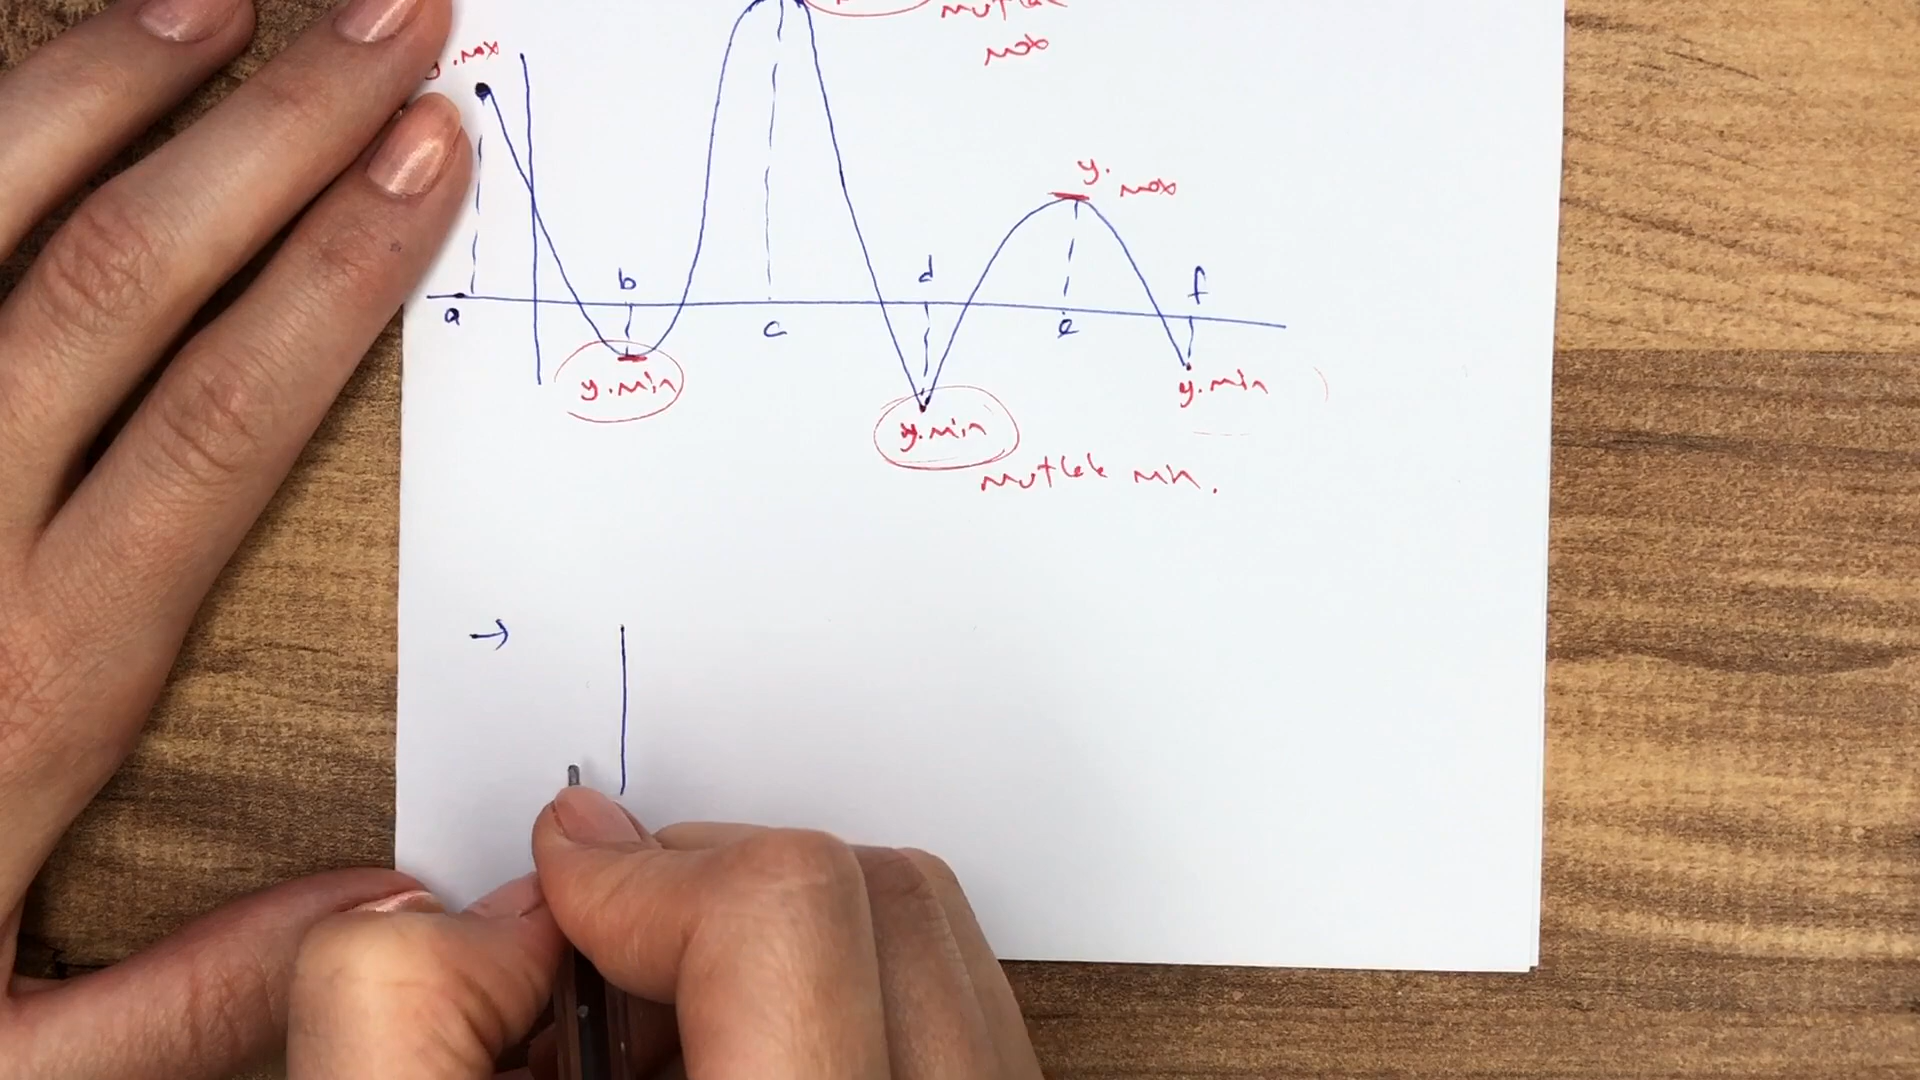 mutlak
max
y.max
y.
max
b
d
f
a
c
e
y.min
y.min
y.min
mutlak min.